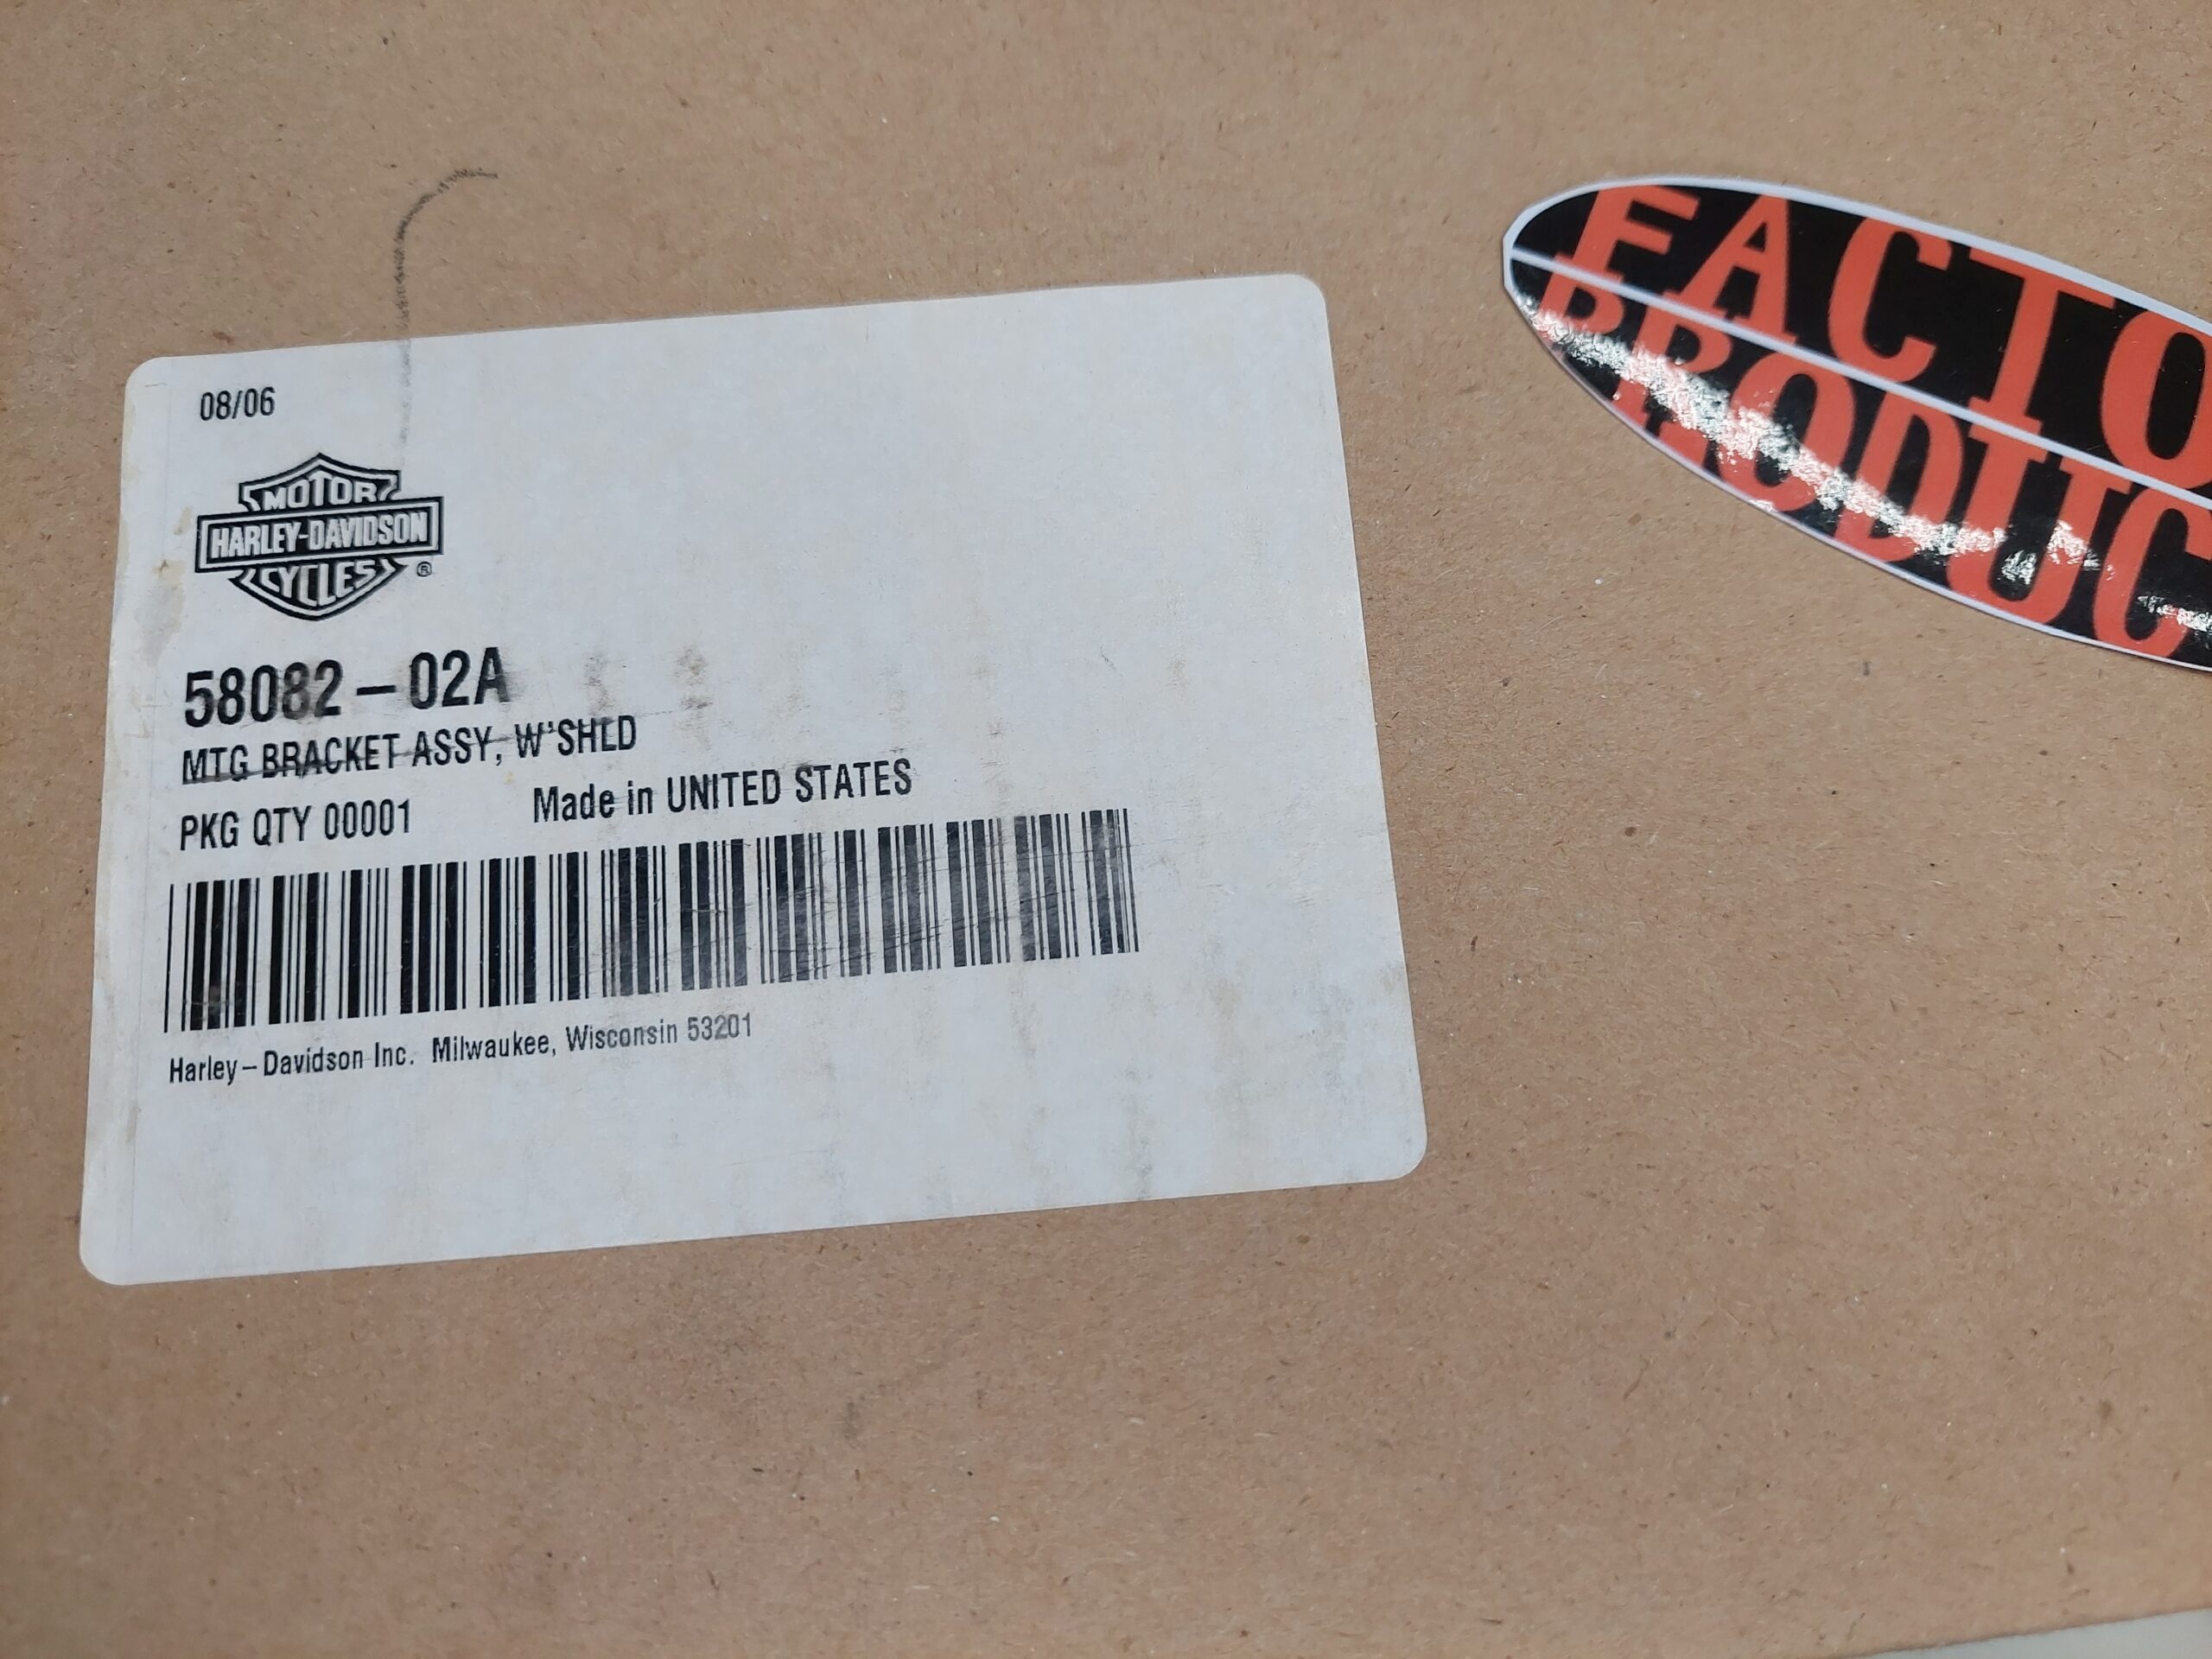 08/06
MOTOR
HARLEY-DAVIDSON
CYCLES
®
58082-02A
MTG BRACKET ASSY, W'SHLD
PKG QTY 00001 Made in UNITED STATES
Harley-Davidson Inc. Milwaukee, Wisconsin 53201
FACTO
PRODUC